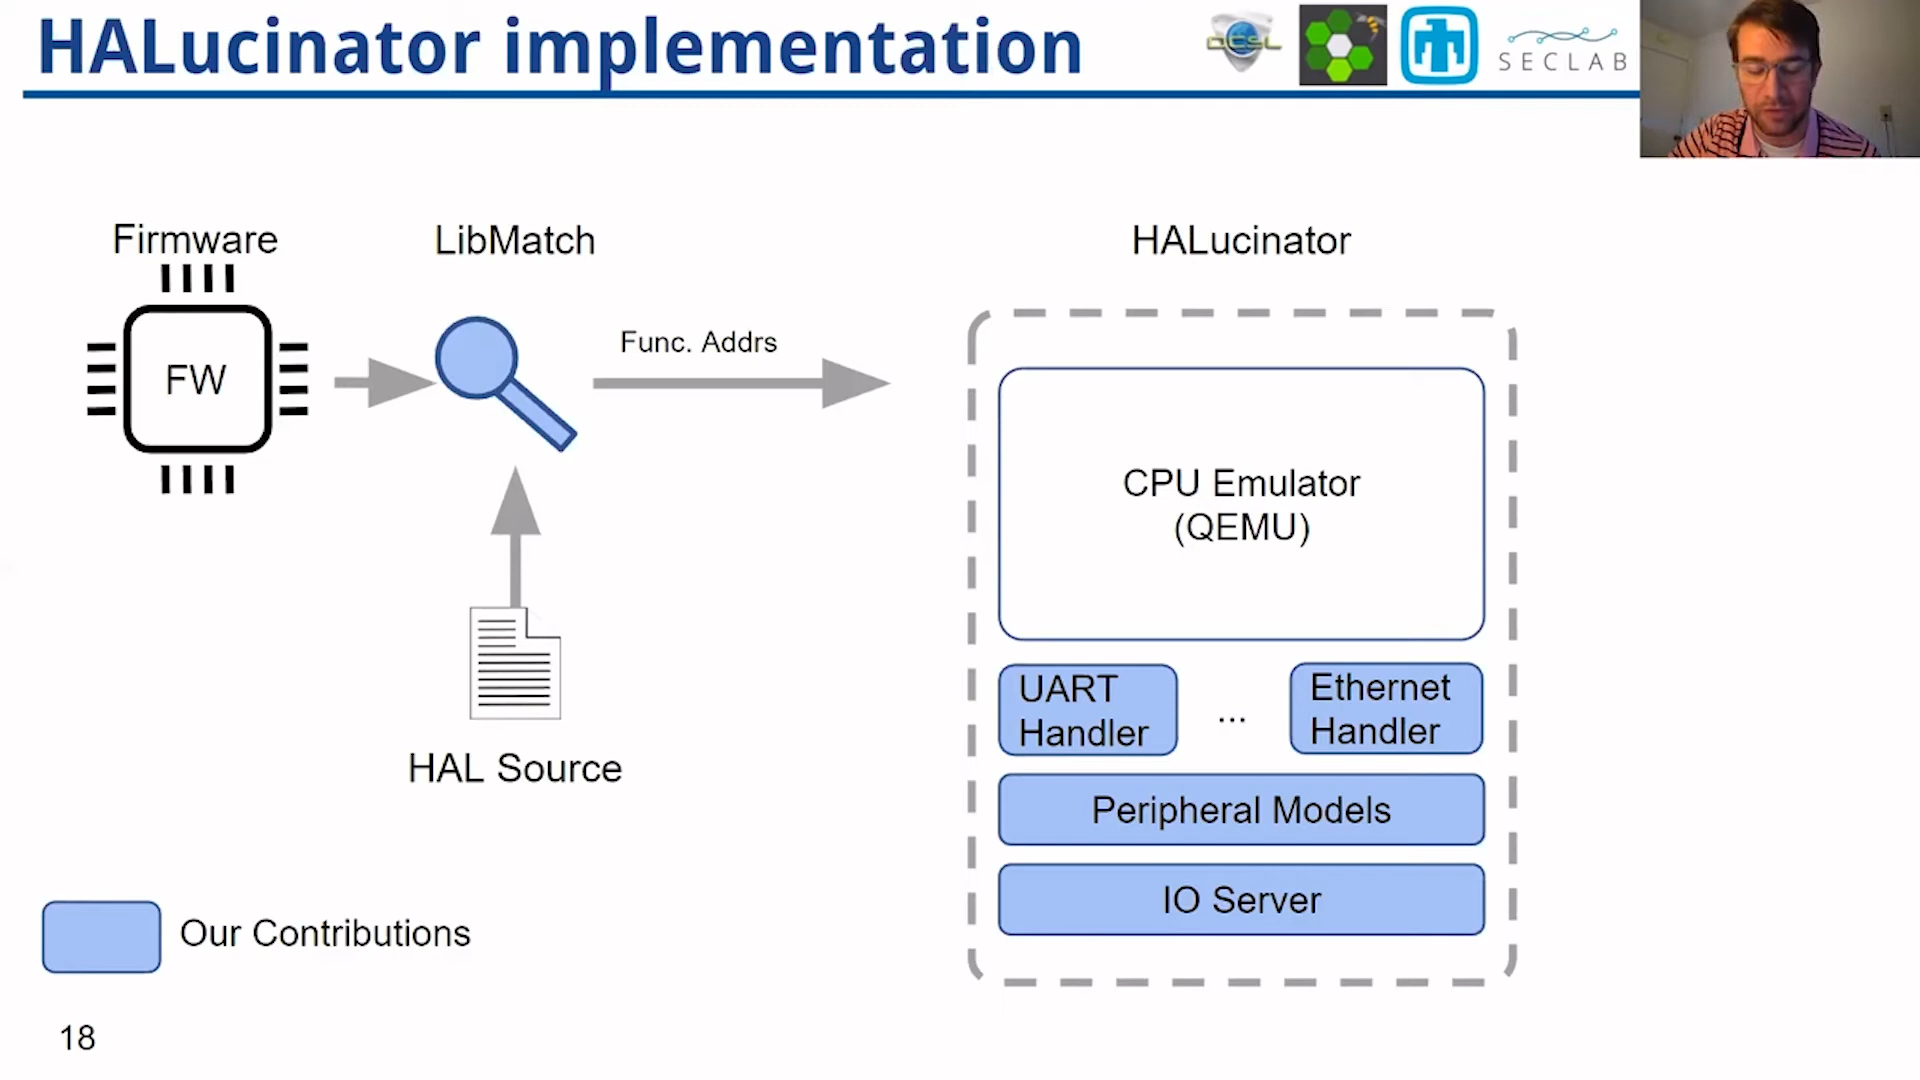 HALucinator implementation
DCSL
SECLAB
Firmware
LibMatch
HALucinator
FW
Func. Addrs
CPU Emulator
(QEMU)
UART
Handler
...
Ethernet
Handler
HAL Source
Peripheral Models
IO Server
Our Contributions
18